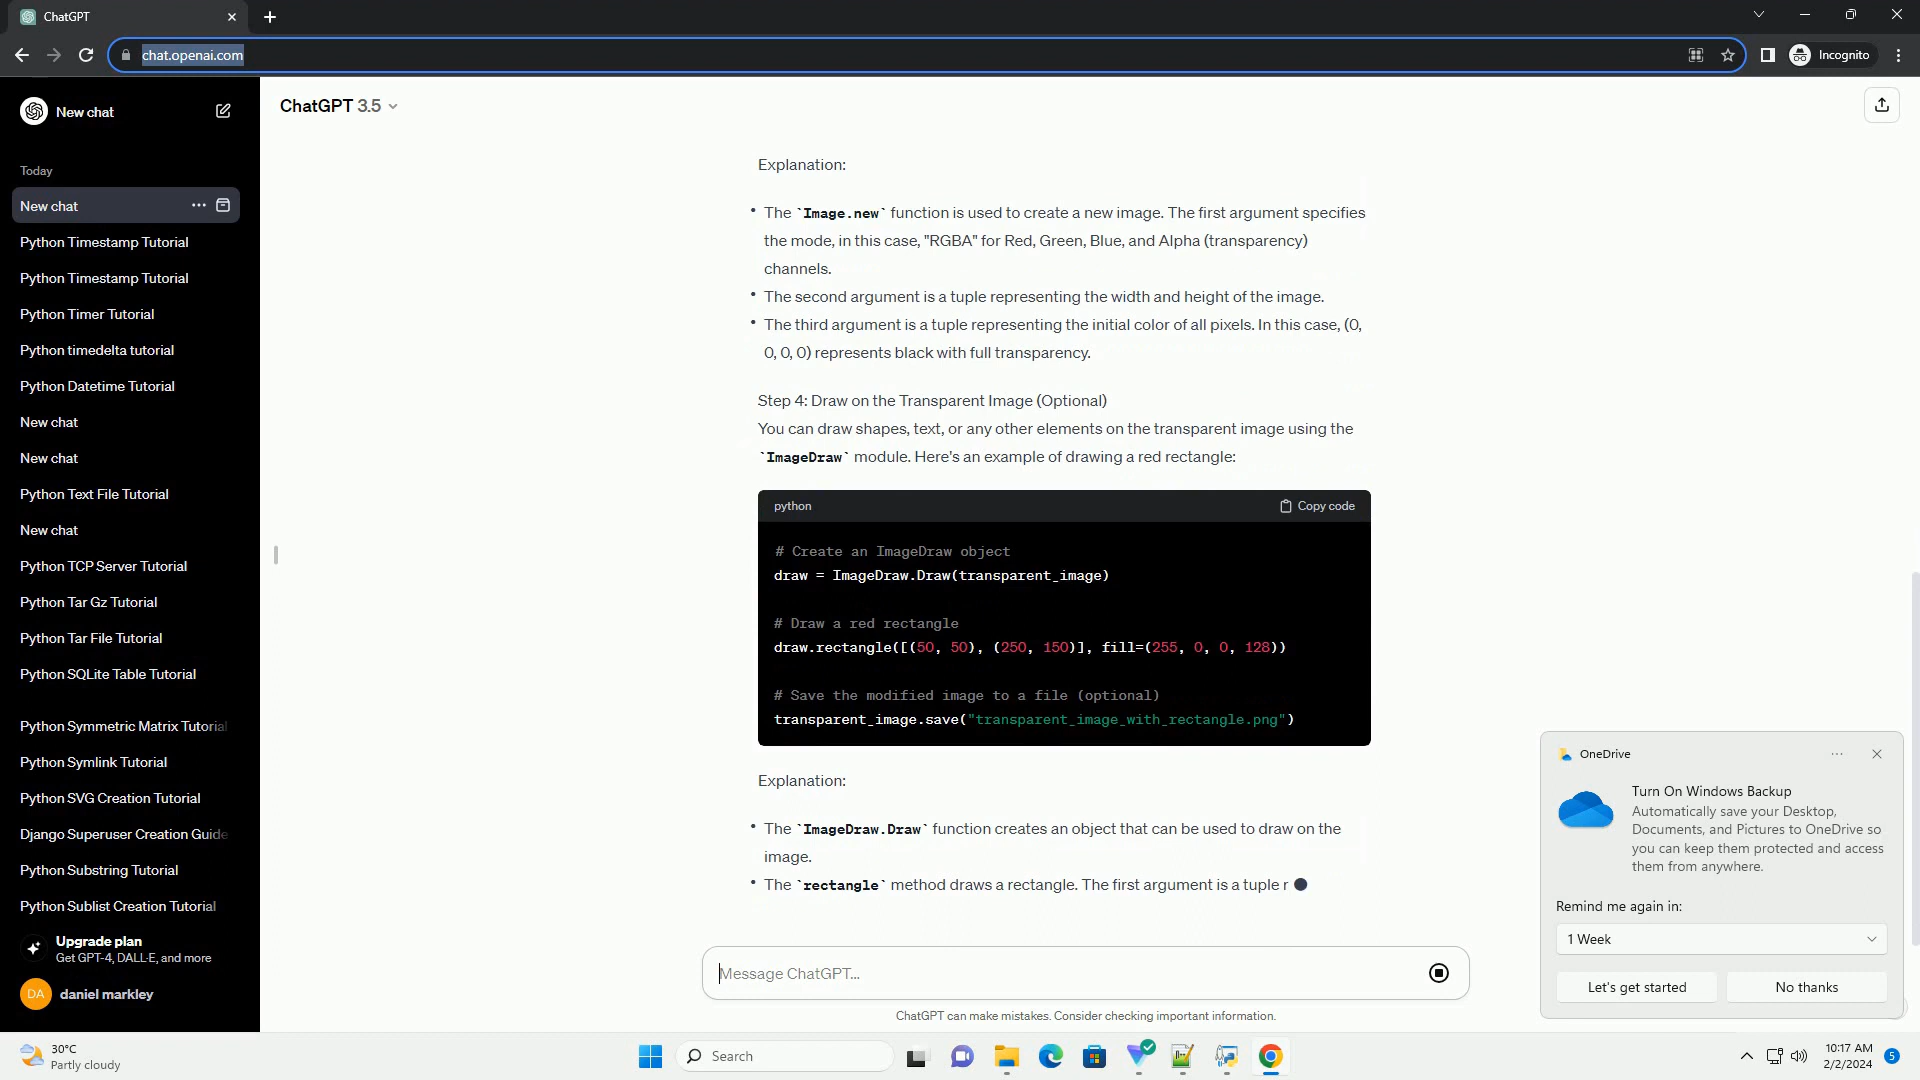 ChatGPT
chat.openai.com
Incognito
New chat
Today
New chat
Python Timestamp Tutorial
Python Timestamp Tutorial
Python Timer Tutorial
Python timedelta tutorial
Python Datetime Tutorial
New chat
New chat
Python Text File Tutorial
New chat
Python TCP Server Tutorial
Python Tar Gz Tutorial
Python Tar File Tutorial
Python SQLite Table Tutorial
Python Symmetric Matrix Tutorial
Python Symlink Tutorial
Python SVG Creation Tutorial
Django Superuser Creation Guide
Python Substring Tutorial
Python Sublist Creation Tutorial
Upgrade plan
Get GPT-4, DALL·E, and more
DA
daniel markley
ChatGPT 3.5
Explanation:
• The `Image.new` function is used to create a new image. The first argument specifies
the mode, in this case, "RGBA" for Red, Green, Blue, and Alpha (transparency)
channels.
• The second argument is a tuple representing the width and height of the image.
• The third argument is a tuple representing the initial color of all pixels. In this case, (0,
0, 0, 0) represents black with full transparency.
Step 4: Draw on the Transparent Image (Optional)
You can draw shapes, text, or any other elements on the transparent image using the
`ImageDraw` module. Here's an example of drawing a red rectangle:
python
Copy code
# Create an ImageDraw object
draw = ImageDraw.Draw(transparent_image)
# Draw a red rectangle
draw.rectangle([(50, 50), (250, 150)], fill=(255, 0, 0, 128))
# Save the modified image to a file (optional)
transparent_image.save("transparent_image_with_rectangle.png")
Explanation:
• The `ImageDraw.Draw` function creates an object that can be used to draw on the
image.
• The `rectangle` method draws a rectangle. The first argument is a tuple r
Message ChatGPT...
ChatGPT can make mistakes. Consider checking important information.
OneDrive
Turn On Windows Backup
Automatically save your Desktop,
Documents, and Pictures to OneDrive so
you can keep them protected and access
them from anywhere.
Remind me again in:
1 Week
Let's get started
No thanks
30°C
Partly cloudy
Search
10:17 AM
2/2/2024
5